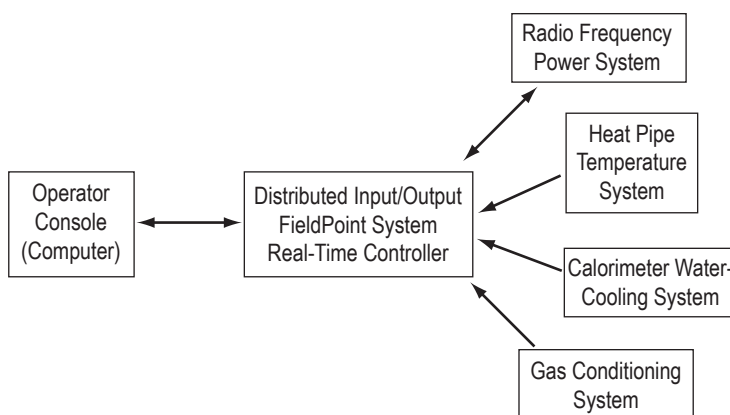 Radio Frequency
Power System
Heat Pipe
Temperature
System
Operator
Console
(Computer)
Distributed Input/Output
FieldPoint System
Real-Time Controller
Calorimeter Water-
Cooling System
Gas Conditioning
System